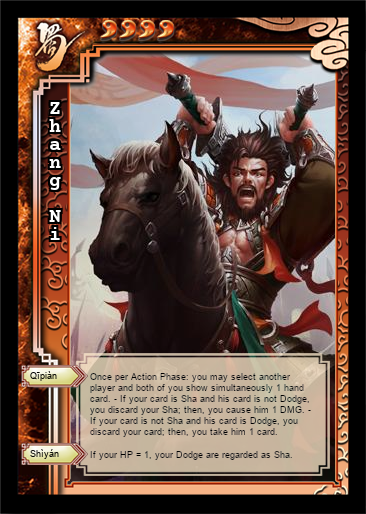 蜀
Zhang Ni
Qīpiàn
Once per Action Phase: you may select another
player and both of you show simultaneously 1 hand
card. - If your card is Sha and his card is not Dodge,
you discard your Sha; then, you cause him 1 DMG. -
If your card is not Sha and his card is Dodge, you
discard your card; then, you take him 1 card.
Shìyán
If your HP = 1, your Dodge are regarded as Sha.